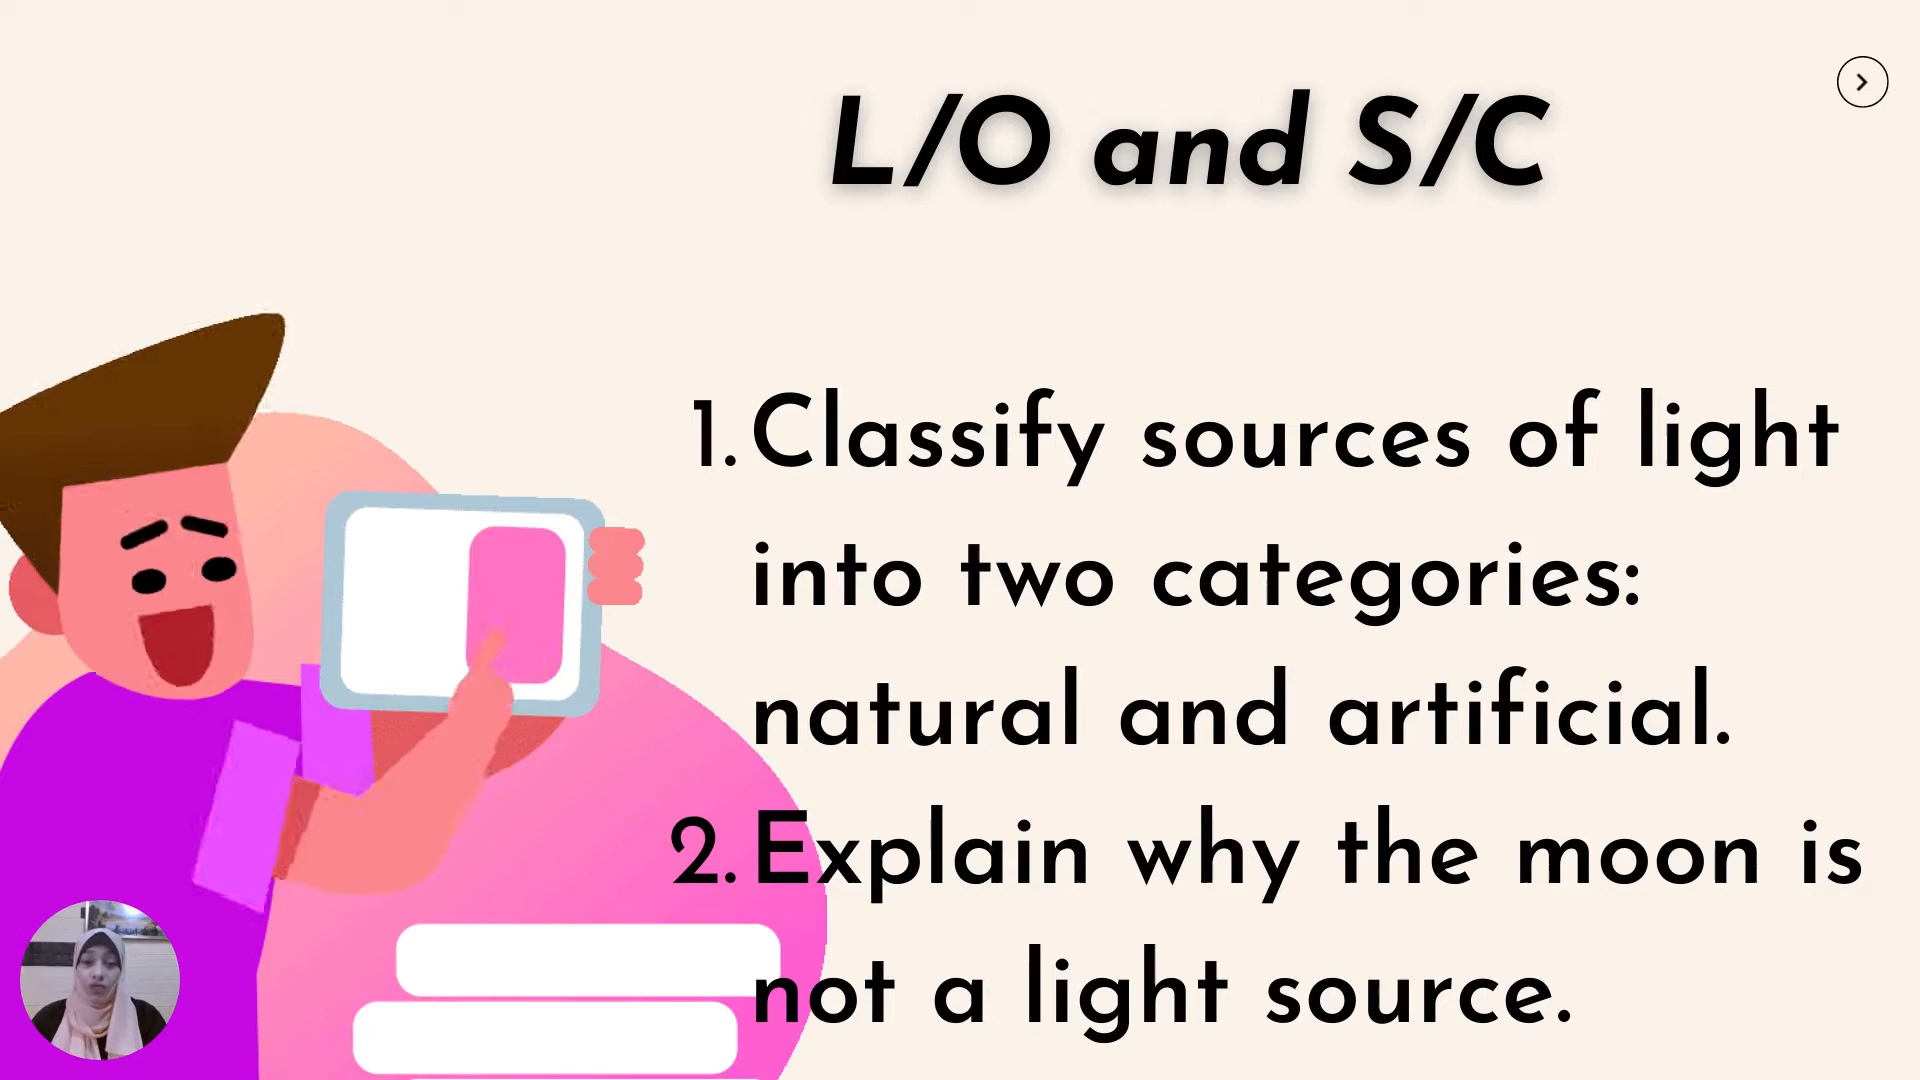 L/O and S/C
1. Classify sources of light
into two categories:
natural and artificial.
2. Explain why the moon is
not a light source.